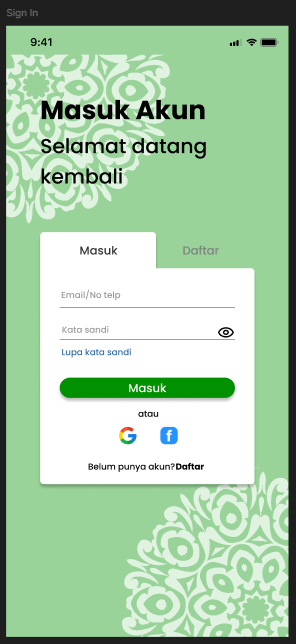 Sign In
9:41
Masuk Akun
Selamat datang
kembali
Masuk Daftar
Email/No telp
Kata sandi
Lupa kata sandi
Masuk
atau
Belum punya akun?Daftar